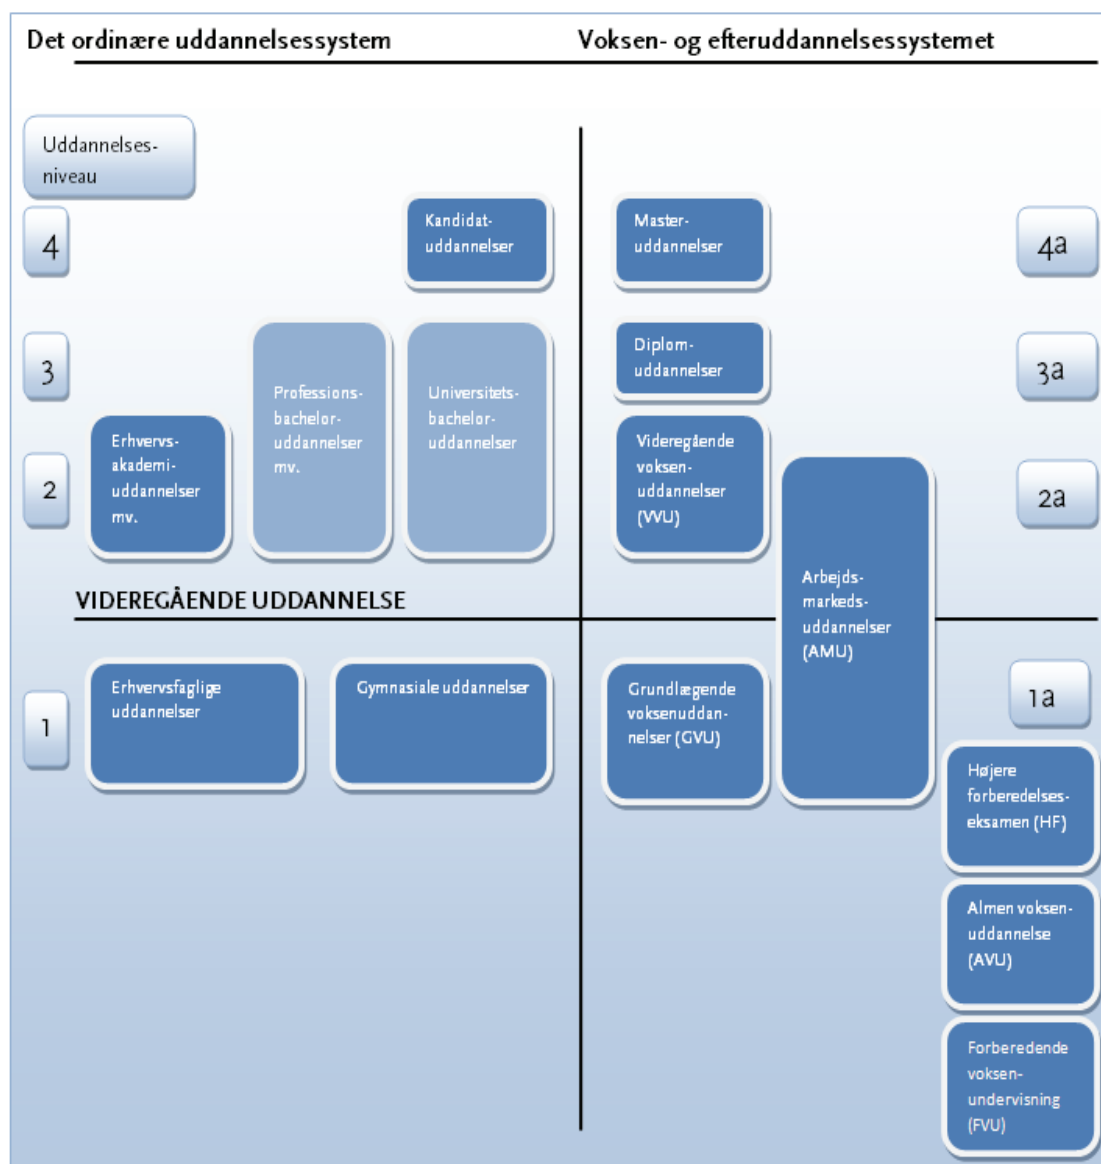 Det ordinære uddannelsessystem
Voksen- og efteruddannelsessystemet
Uddannelses-
niveau
4
Kandidat-
uddannelser
Master-
uddannelser
4a
3
Professions-
bachelor-
uddannelser
mv.
Universitets-
bachelor-
uddannelser
Diplom-
uddannelser
3a
2
Erhvervs-
akademi-
uddannelser
mv.
Videregående
voksen-
uddannelser
(VVU)
2a
Arbejds-
markeds-
uddannelser
(AMU)
VIDEREGÅENDE UDDANNELSE
1
Erhvervsfaglige
uddannelser
Gymnasiale uddannelser
Grundlægende
voksenuddan-
nelser (GVU)
1a
Højere
forberedelses-
eksamen (HF)
Almen voksen-
uddannelse
(AVU)
Forberedende
voksen-
undervisning
(FVU)